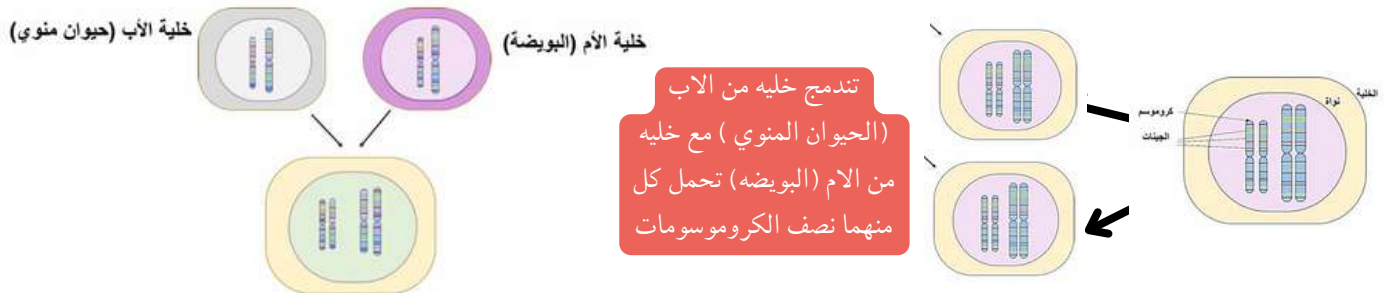 خلية الأب (حيوان منوي)
خلية الأم (البويضة)
تندمج خليه من الاب
(الحيوان المنوي ) مع خليه
من الام (البويضه) تحمل كل
منهما نصف الكروموسومات
الخلية
نواة
كروموسم
الجينات